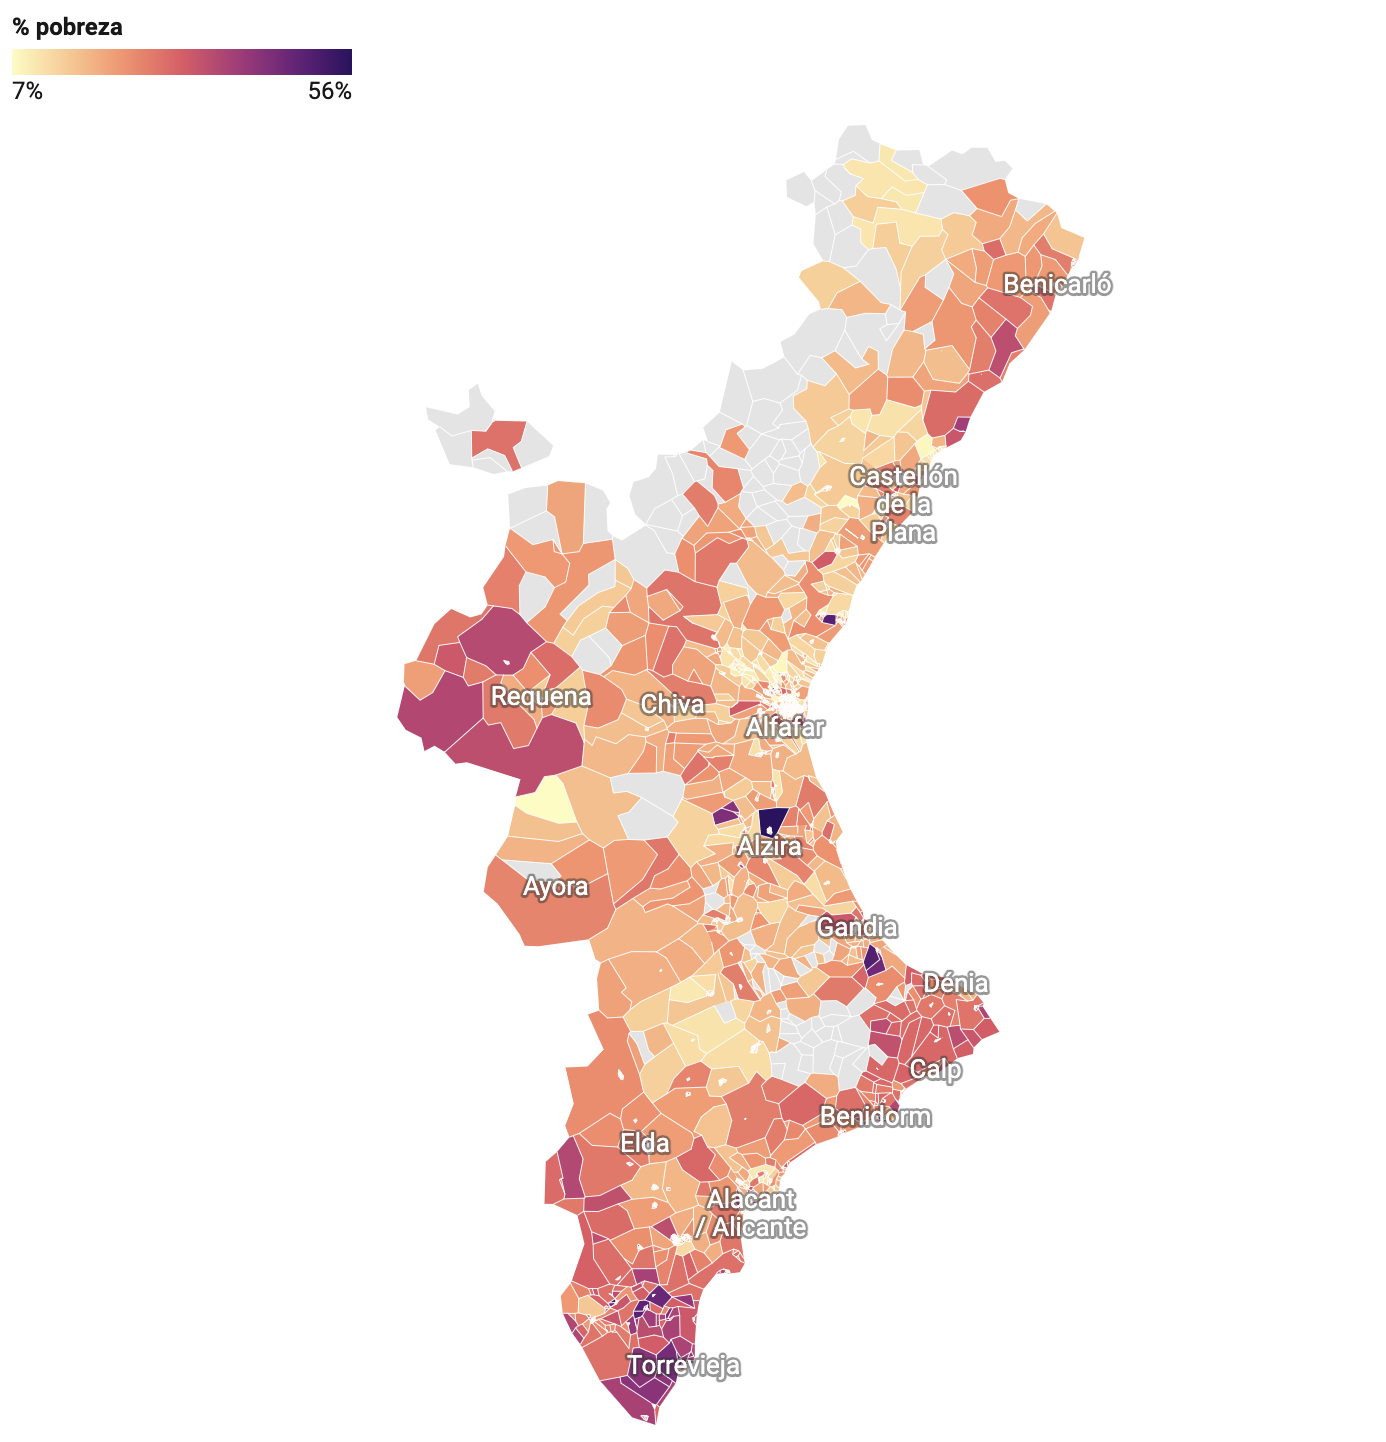 % pobreza
7%
56%
Benicarló
Castellón
de la
Plana
Requena
Chiva
Alfafar
Alzira
Ayora
Gandia
Dénia
Calp
Benidorm
Elda
Alacant
/ Alicante
Torrevieja